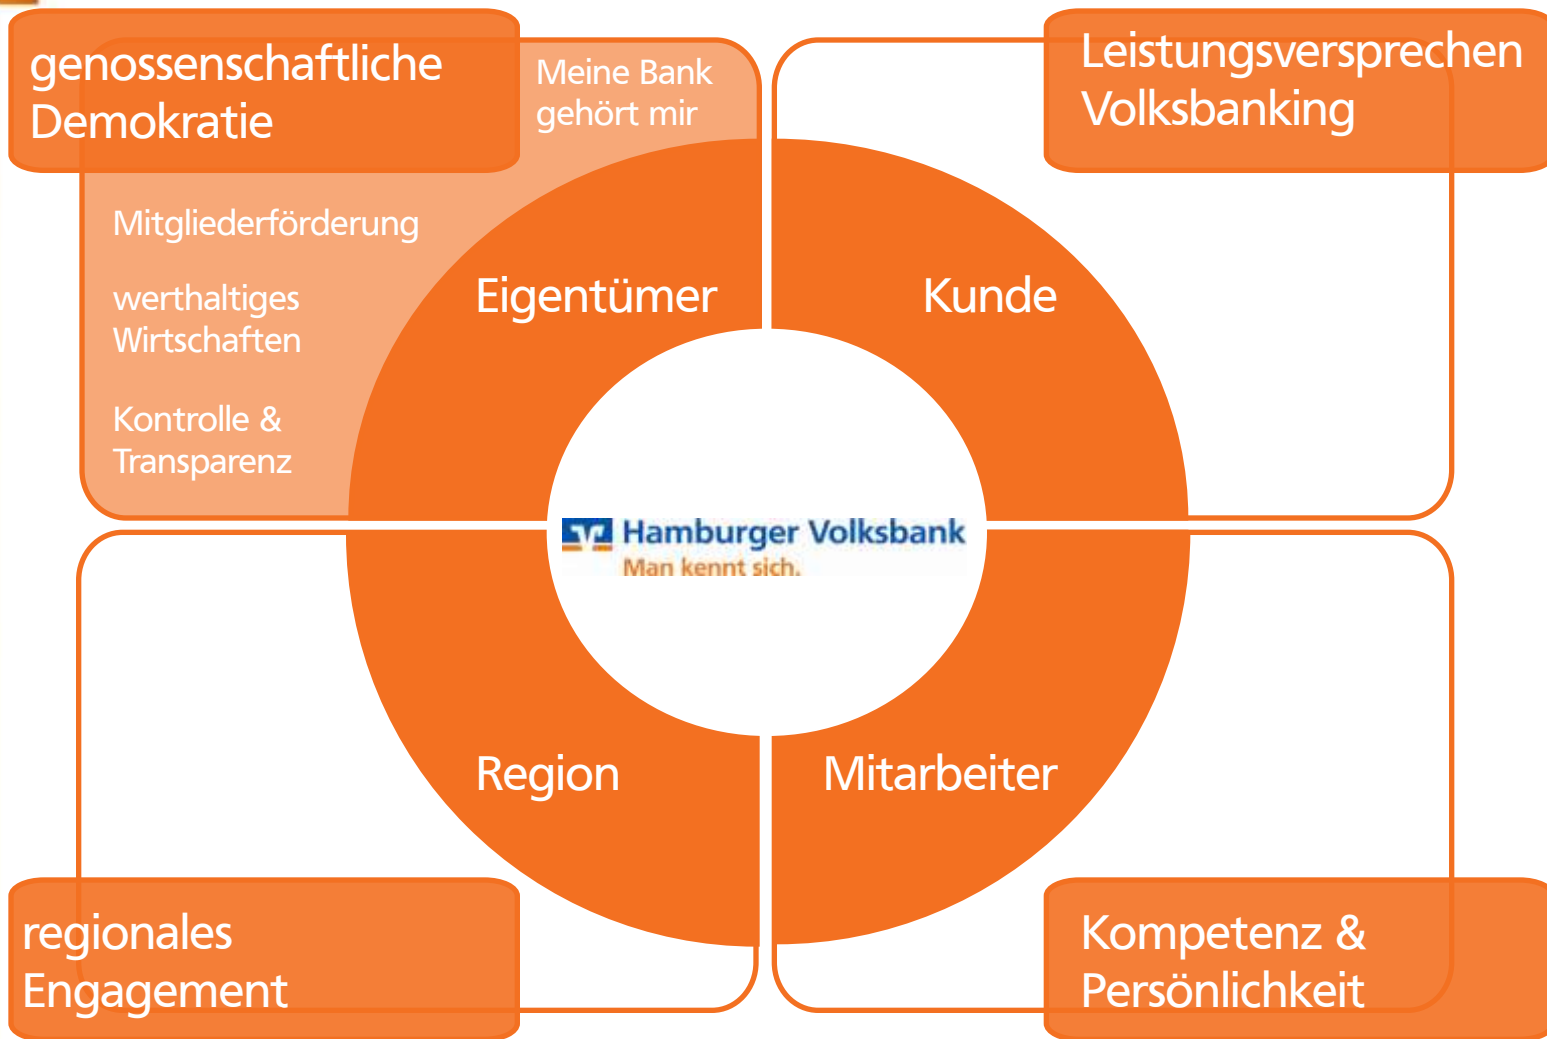 genossenschaftliche
Demokratie
Meine Bank
gehört mir
Mitgliederförderung
werthaltiges
Wirtschaften
Kontrolle &
Transparenz
Eigentümer
Leistungsversprechen
Volksbanking
Kunde
Hamburger Volksbank
Man kennt sich.
Region
regionales
Engagement
Mitarbeiter
Kompetenz &
Persönlichkeit